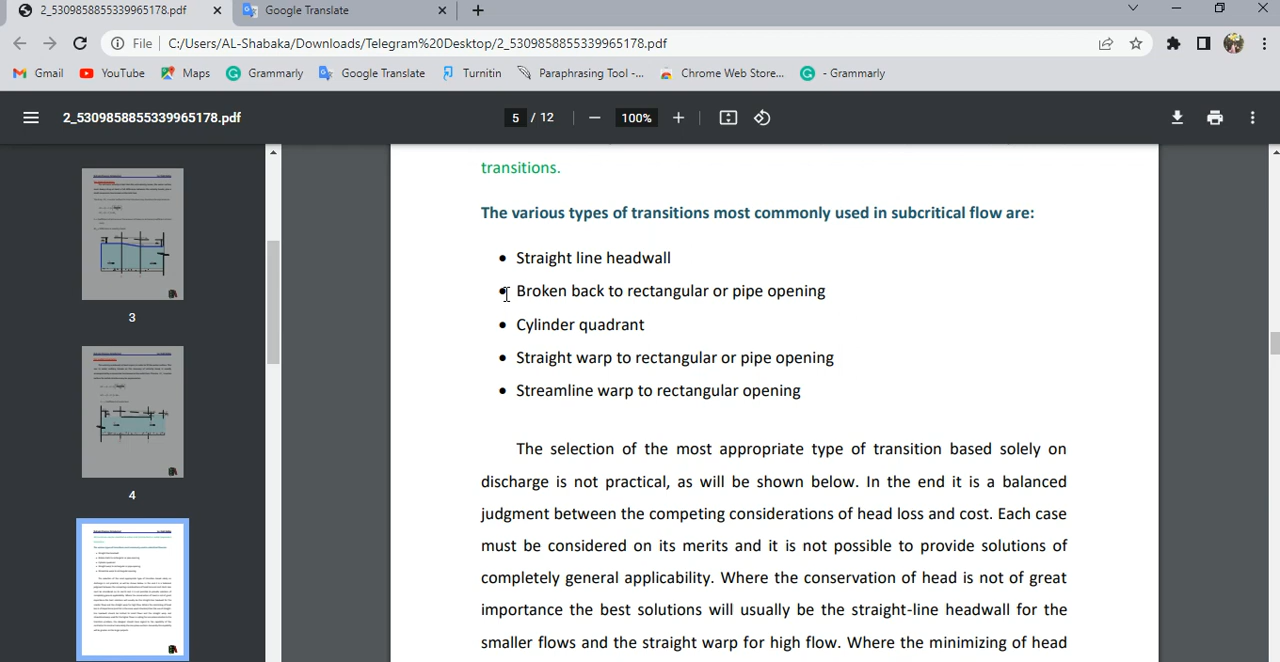 2_5309858855339965178.pdf
Google Translate
File
C:/Users/AL-Shabaka/Downloads/Telegram%20Desktop/2_5309858855339965178.pdf
Gmail
YouTube
Maps
Grammarly
Google Translate
Turnitin
Paraphrasing Tool -...
Chrome Web Store...
- Grammarly
2_5309858855339965178.pdf
5 / 12
100%
3
4
transitions.
The various types of transitions most commonly used in subcritical flow are:
• Straight line headwall
• Broken back to rectangular or pipe opening
• Cylinder quadrant
• Straight warp to rectangular or pipe opening
• Streamline warp to rectangular opening
The selection of the most appropriate type of transition based solely on
discharge is not practical, as will be shown below. In the end it is a balanced
judgment between the competing considerations of head loss and cost. Each case
must be considered on its merits and it is not possible to provide solutions of
completely general applicability. Where the conservation of head is not of great
importance the best solutions will usually be the straight-line headwall for the
smaller flows and the straight warp for high flow. Where the minimizing of head